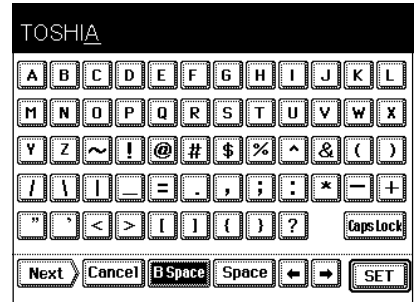 TOSHIA
A B C D E F G H I J K L
M N O P Q R S T U V W X
Y Z ~ ! @ # $ % ^ & ( )
/ \ | _ = . , ; : * - +
" ' < > [ ] { } ? Caps Lock
Next Cancel B Space Space ← → SET